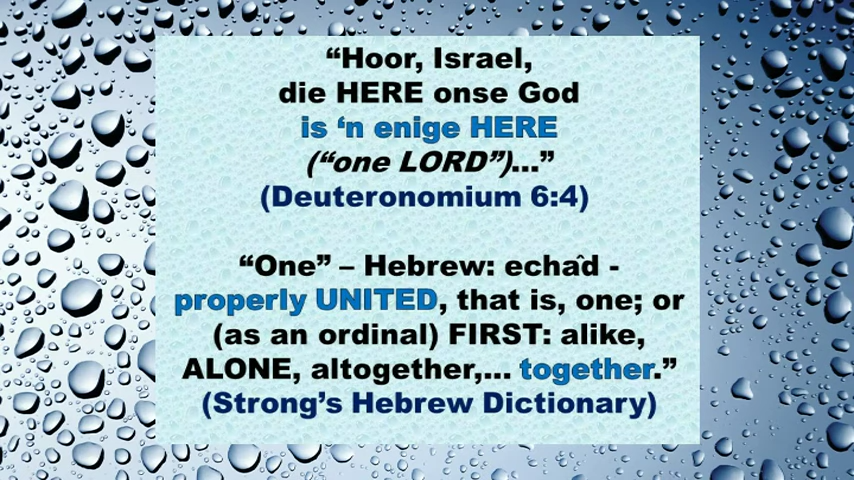 “Hoor, Israel,
die HERE onse God
is ‘n enige HERE
(“one LORD”)...”
(Deuteronomium 6:4)
“One” – Hebrew: echaд̂ -
properly UNITED, that is, one; or
(as an ordinal) FIRST: alike,
ALONE, altogether,... together.”
(Strong’s Hebrew Dictionary)